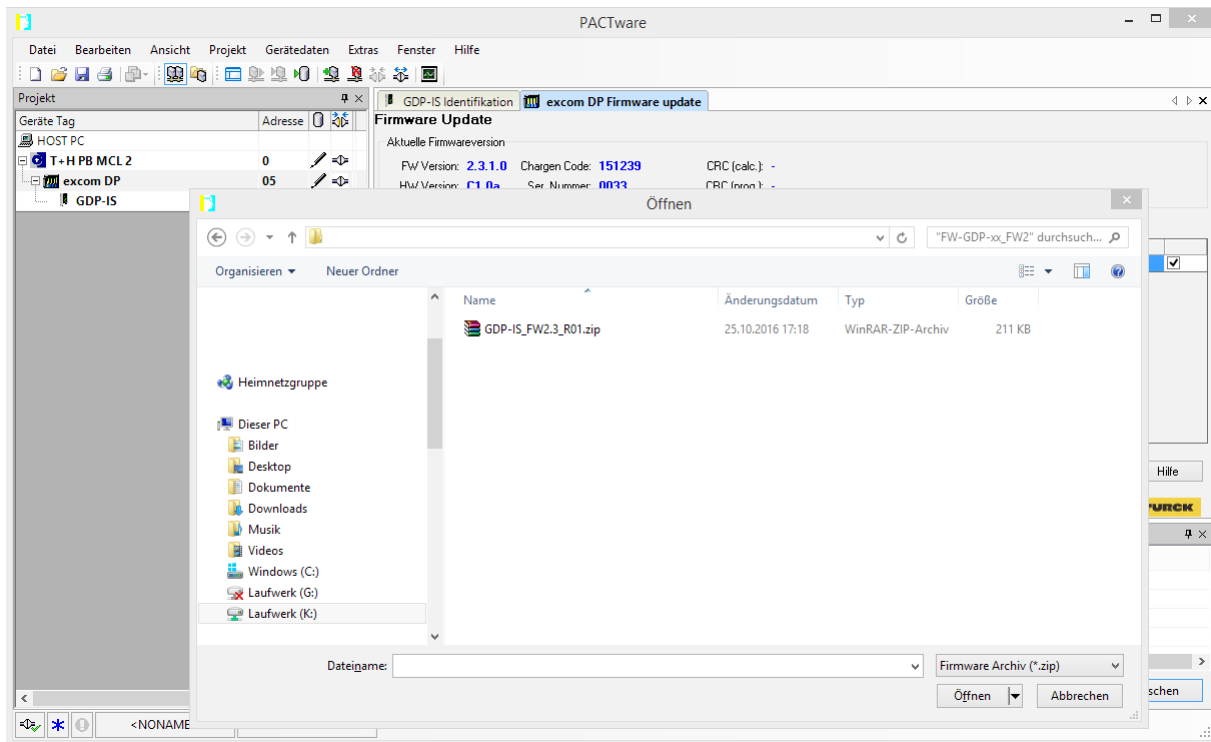 PACTware
Datei Bearbeiten Ansicht Projekt Gerätedaten Extras Fenster Hilfe
Projekt
GDP-IS Identifikation excom DP Firmware update
Geräte Tag Adresse
Firmware Update
HOST PC
Aktuelle Firmwareversion
T+H PB MCL 2 0
FW Version: 2.3.1.0 Chargen Code: 151239 CRC (calc.): -
excom DP 05
HW Version: C1.0a Ser. Nummer: 0033 CRC (prog.): -
GDP-IS
Öffnen
"FW-GDP-xx_FW2" durchsuch...
Organisieren Neuer Ordner
Name Änderungsdatum Typ Größe
GDP-IS_FW2.3_R01.zip 25.10.2016 17:18 WinRAR-ZIP-Archiv 211 KB
Heimnetzgruppe
Dieser PC
Bilder
Desktop
Dokumente
Downloads
Musik
Videos
Windows (C:)
Laufwerk (G:)
Laufwerk (K:)
Hilfe
URCK
Dateiname:
Firmware Archiv (*.zip)
Öffnen Abbrechen
schen
<NONAME